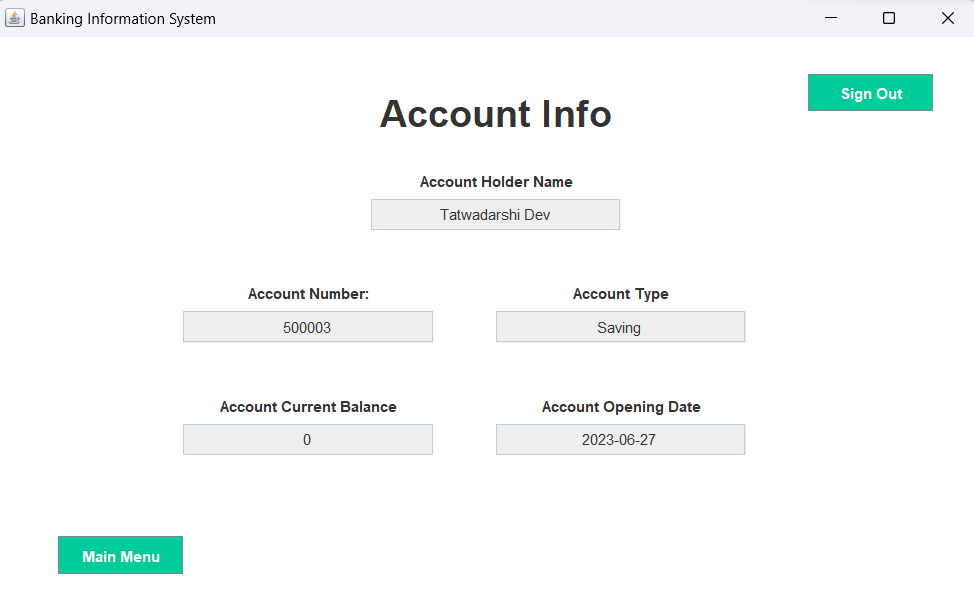 Banking Information System
Sign Out
Account Info
Account Holder Name
Tatwadarshi Dev
Account Number:
Account Type
500003
Saving
Account Current Balance
Account Opening Date
0
2023-06-27
Main Menu